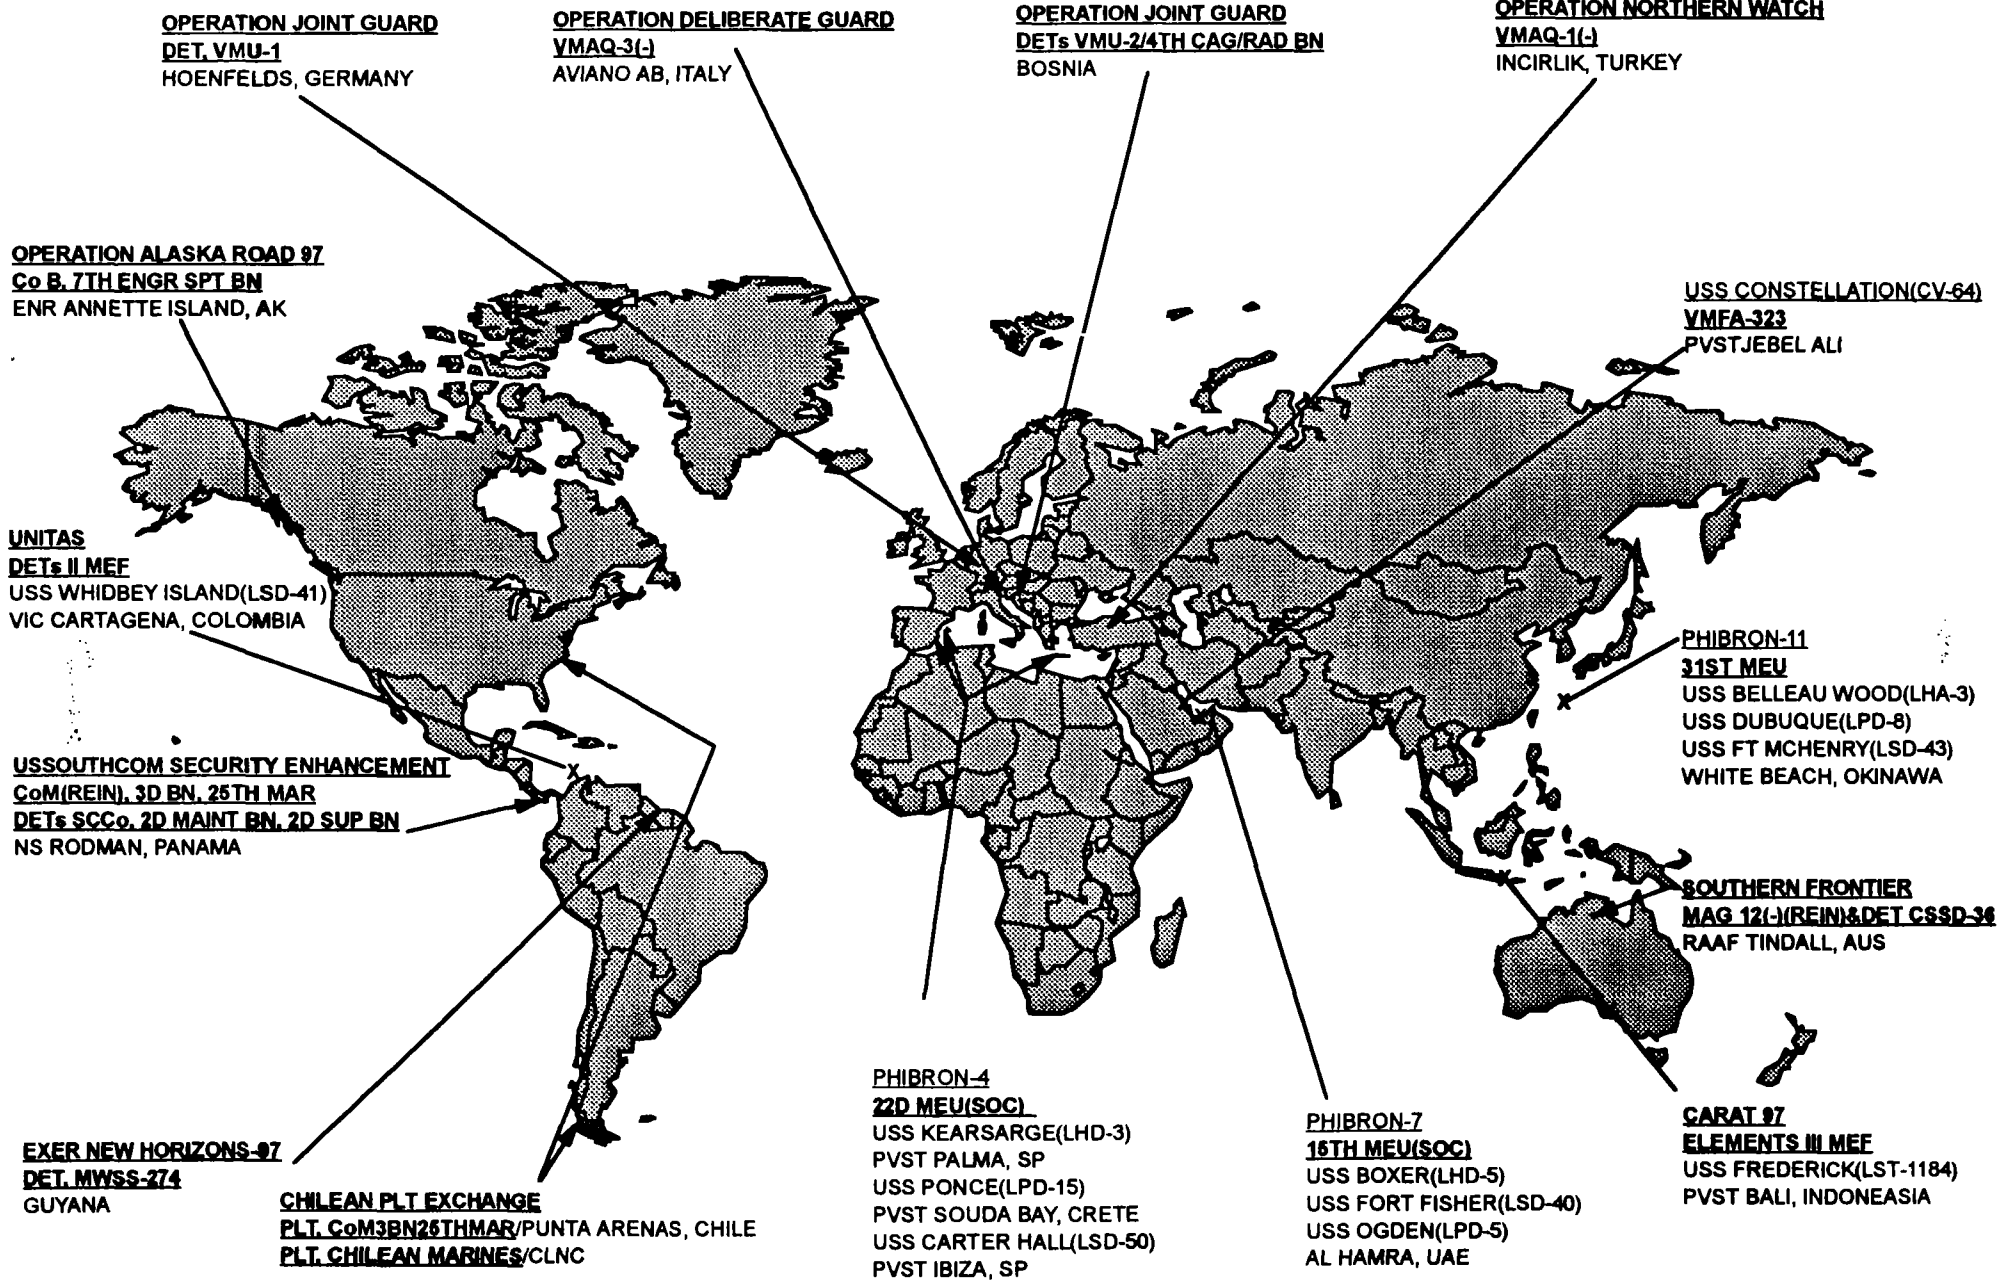 OPERATION JOINT GUARD
DET, VMU-1
HOENFELDS, GERMANY
OPERATION DELIBERATE GUARD
VMAQ-3(-)
AVIANO AB, ITALY
OPERATION JOINT GUARD
DETs VMU-2/4TH CAG/RAD BN
BOSNIA
OPERATION NORTHERN WATCH
VMAQ-1(-)
INCIRLIK, TURKEY
OPERATION ALASKA ROAD 97
Co B, 7TH ENGR SPT BN
ENR ANNETTE ISLAND, AK
USS CONSTELLATION(CV-64)
VMFA-323
PVSTJEBEL ALI
UNITAS
DETs II MEF
USS WHIDBEY ISLAND(LSD-41)
VIC CARTAGENA, COLOMBIA
PHIBRON-11
31ST MEU
USS BELLEAU WOOD(LHA-3)
USS DUBUQUE(LPD-8)
USS FT MCHENRY(LSD-43)
WHITE BEACH, OKINAWA
USSOUTHCOM SECURITY ENHANCEMENT
CoM(REIN), 3D BN, 25TH MAR
DETs SCCo, 2D MAINT BN, 2D SUP BN
NS RODMAN, PANAMA
SOUTHERN FRONTIER
MAG 12(-)(REIN)&DET CSSD-36
RAAF TINDALL, AUS
EXER NEW HORIZONS-97
DET, MWSS-274
GUYANA
CHILEAN PLT EXCHANGE
PLT, CoM3BN25THMAR/PUNTA ARENAS, CHILE
PLT, CHILEAN MARINES/CLNC
PHIBRON-4
22D MEU(SOC)
USS KEARSARGE(LHD-3)
PVST PALMA, SP
USS PONCE(LPD-15)
PVST SOUDA BAY, CRETE
USS CARTER HALL(LSD-50)
PVST IBIZA, SP
PHIBRON-7
15TH MEU(SOC)
USS BOXER(LHD-5)
USS FORT FISHER(LSD-40)
USS OGDEN(LPD-5)
AL HAMRA, UAE
CARAT 97
ELEMENTS III MEF
USS FREDERICK(LST-1184)
PVST BALI, INDONEASIA